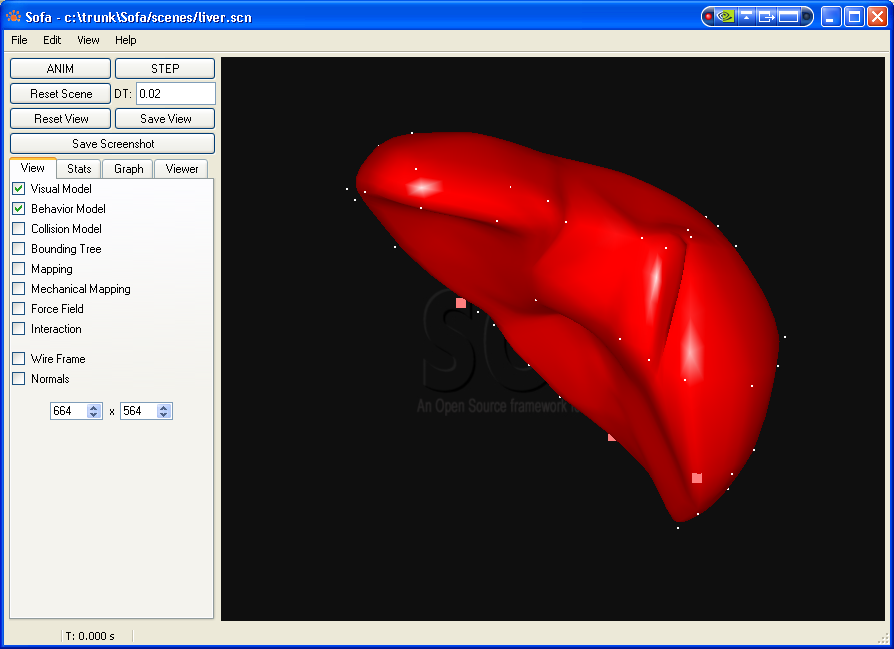 Sofa - c:\trunk\Sofa/scenes/liver.scn
File Edit View Help
ANIM STEP
Reset Scene DT: 0.02
Reset View Save View
Save Screenshot
View Stats Graph Viewer
Visual Model
Behavior Model
Collision Model
Bounding Tree
Mapping
Mechanical Mapping
Force Field
Interaction
Wire Frame
Normals
664 x 564
An Open Source framework
T: 0.000 s